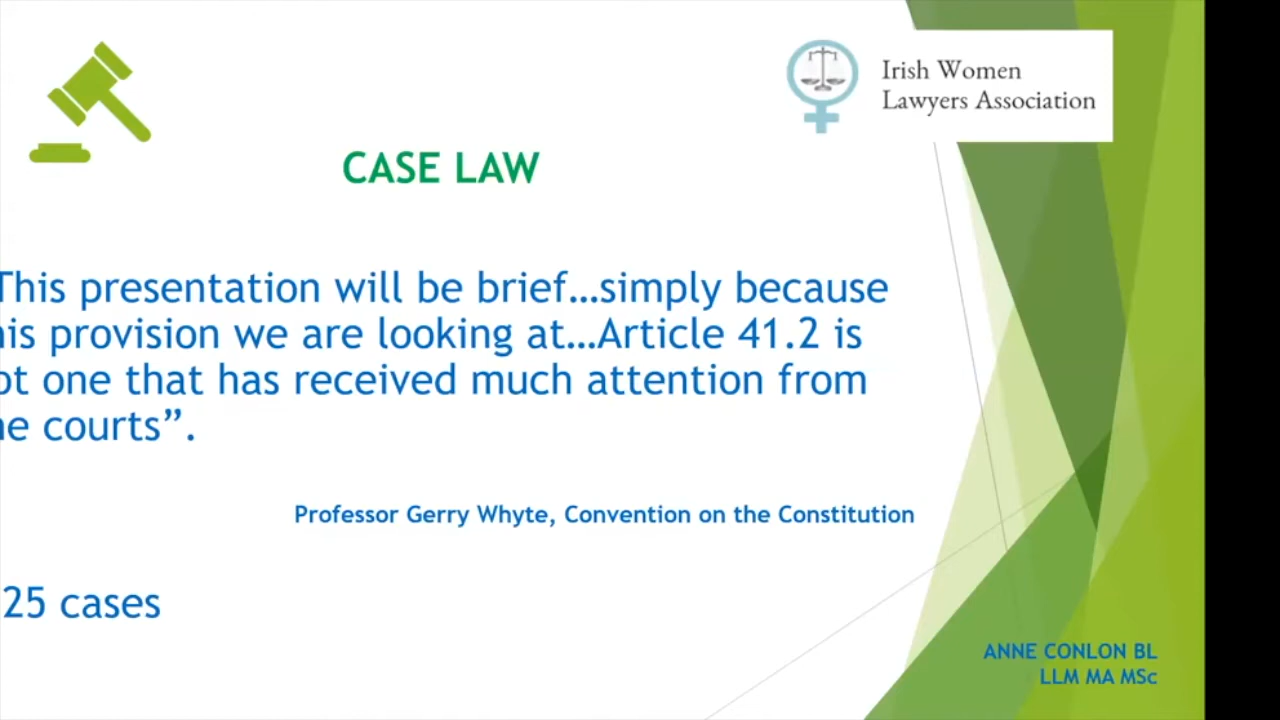 Irish Women
Lawyers Association
CASE LAW
This presentation will be brief…simply because
his provision we are looking at…Article 41.2 is
ot one that has received much attention from
he courts”.
Professor Gerry Whyte, Convention on the Constitution
25 cases
ANNE CONLON BL
LLM MA MSc